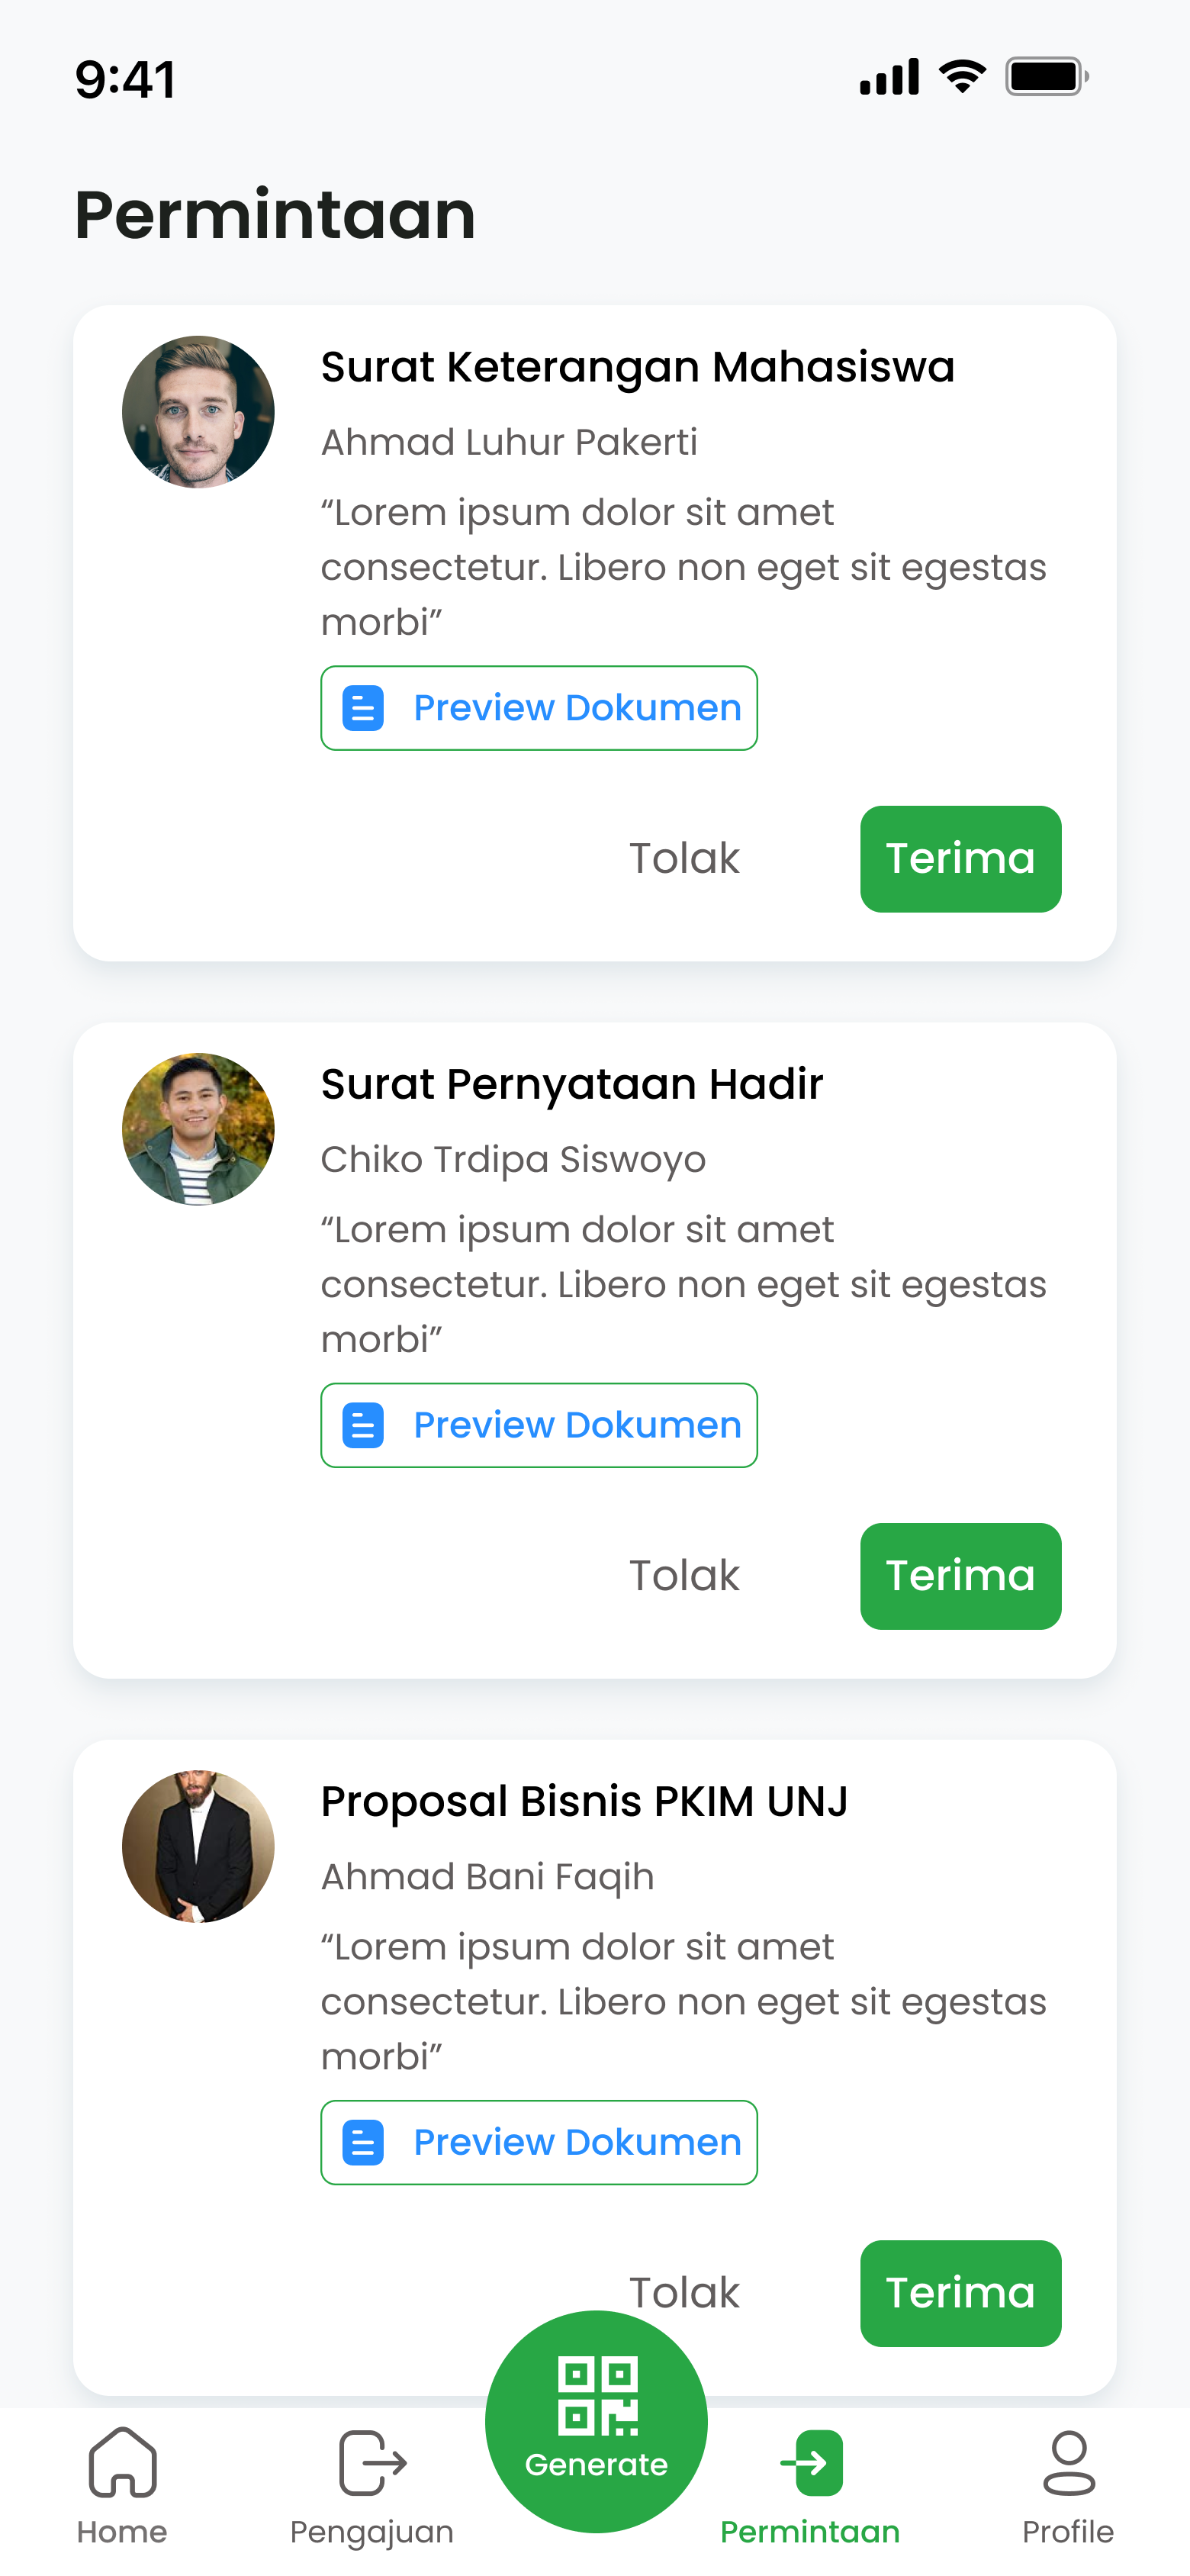 9:41
Permintaan
Surat Keterangan Mahasiswa
Ahmad Luhur Pakerti
“Lorem ipsum dolor sit amet
consectetur. Libero non eget sit egestas
morbi”
Preview Dokumen
Tolak
Terima
Surat Pernyataan Hadir
Chiko Trdipa Siswoyo
“Lorem ipsum dolor sit amet
consectetur. Libero non eget sit egestas
morbi”
Preview Dokumen
Tolak
Terima
Proposal Bisnis PKIM UNJ
Ahmad Bani Faqih
“Lorem ipsum dolor sit amet
consectetur. Libero non eget sit egestas
morbi”
Preview Dokumen
Tolak
Terima
Home
Pengajuan
Generate
Permintaan
Profile